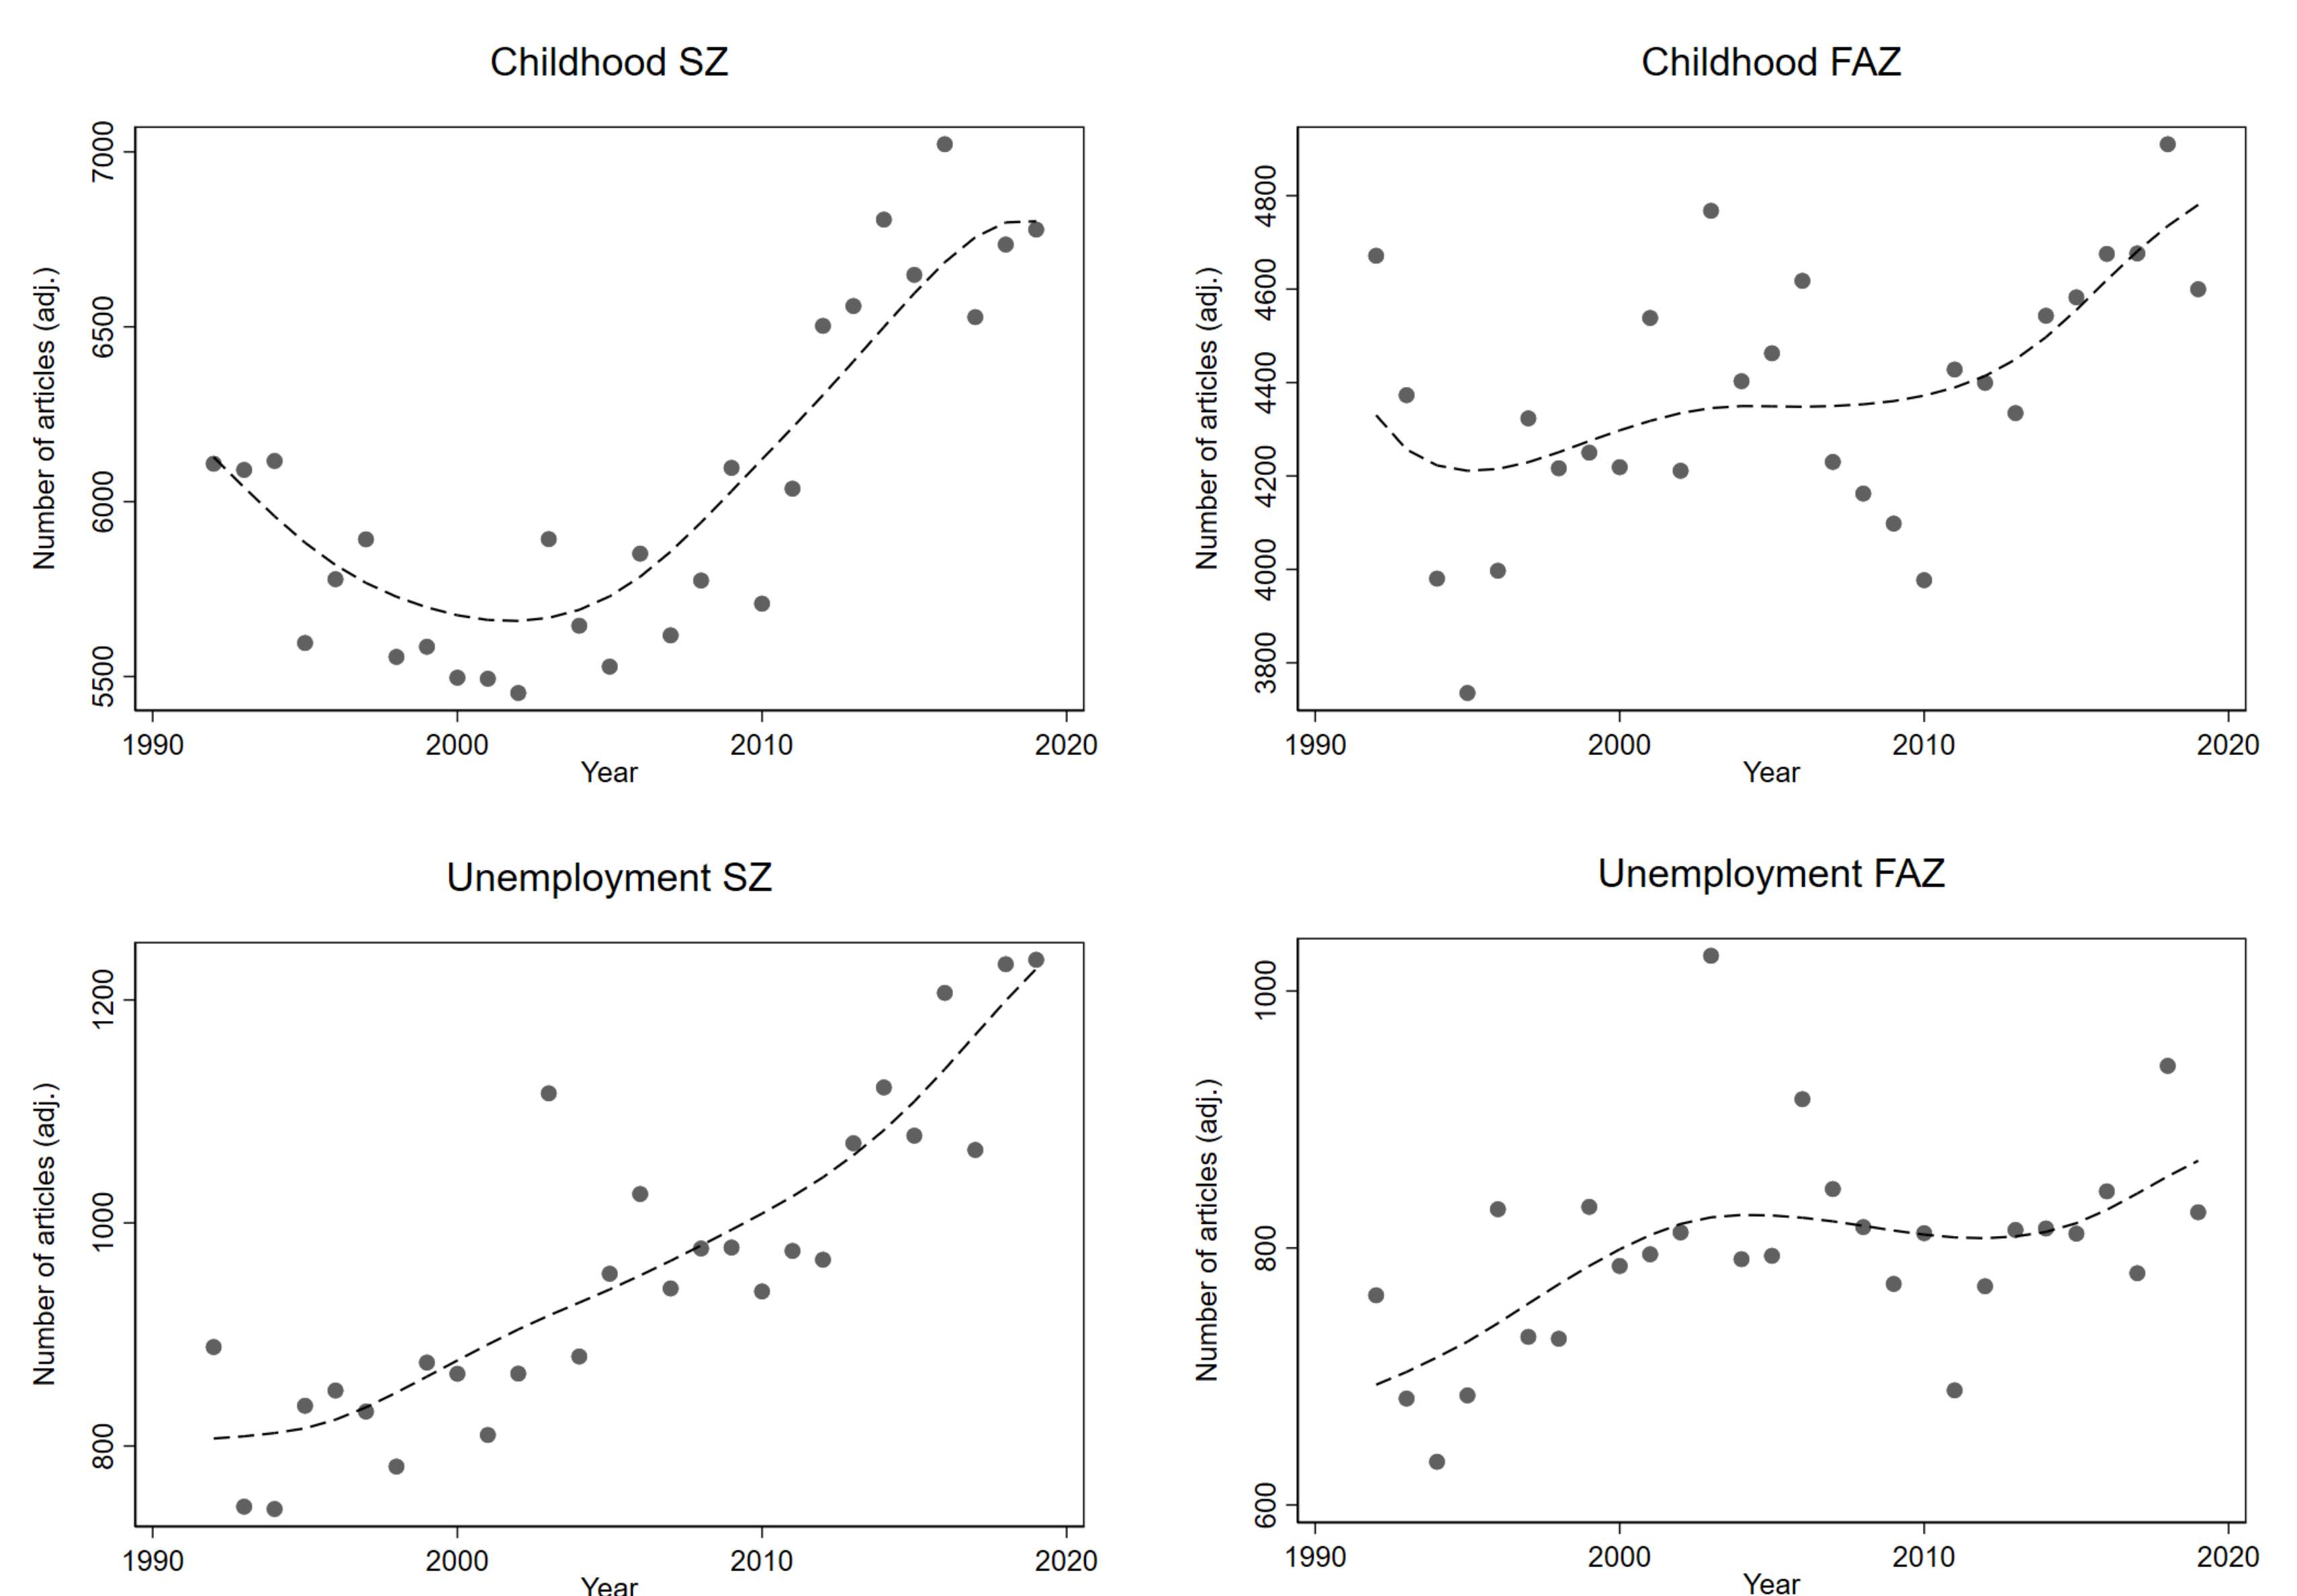 Childhood SZ
Number of articles (adj.)
7000
6500
6000
5500
1990 2000 2010 2020
Year
Childhood FAZ
Number of articles (adj.)
4800
4600
4400
4200
4000
3800
1990 2000 2010 2020
Year
Unemployment SZ
Number of articles (adj.)
1200
1000
800
1990 2000 2010 2020
Year
Unemployment FAZ
Number of articles (adj.)
1000
800
600
1990 2000 2010 2020
Year